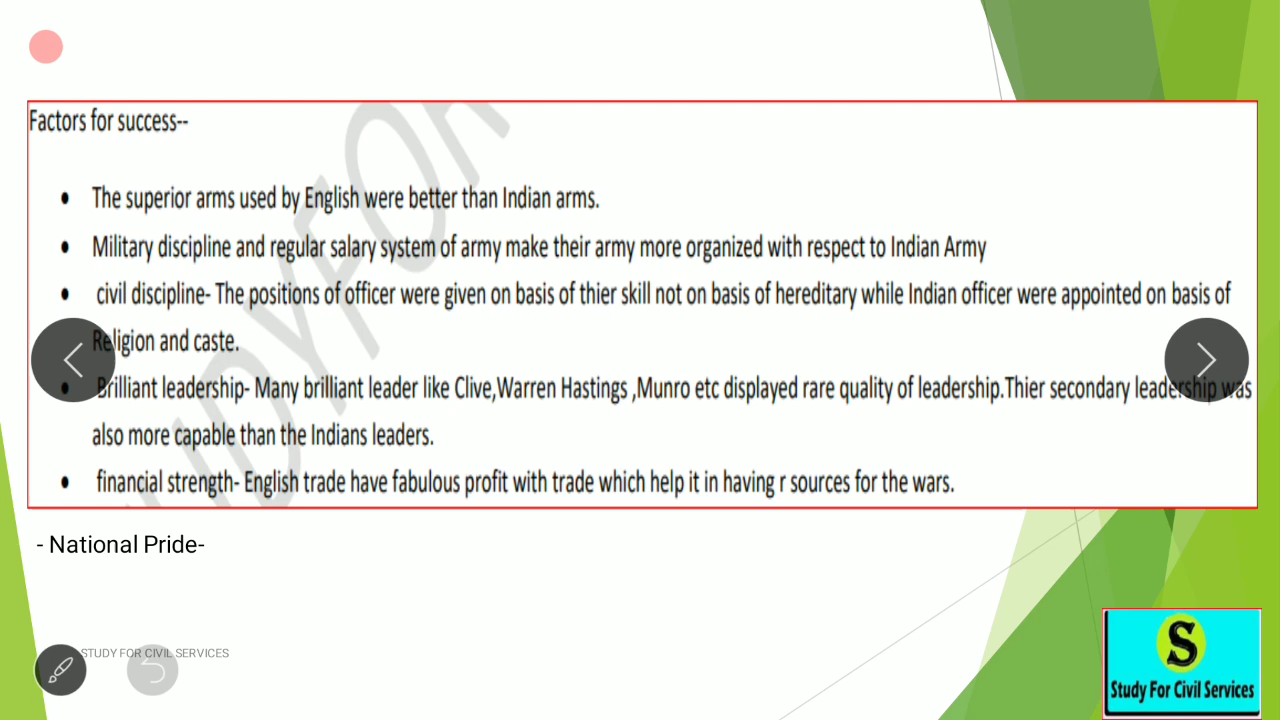 Factors for success--
The superior arms used by English were better than Indian arms.
Military discipline and regular salary system of army make their army more organized with respect to Indian Army
civil discipline- The positions of officer were given on basis of thier skill not on basis of hereditary while Indian officer were appointed on basis of
Religion and caste.
Brilliant leadership- Many brilliant leader like Clive,Warren Hastings ,Munro etc displayed rare quality of leadership.Thier secondary leadership was
also more capable than the Indians leaders.
financial strength- English trade have fabulous profit with trade which help it in having r sources for the wars.
- National Pride-
STUDY FOR CIVIL SERVICES
S
Study For Civil Services